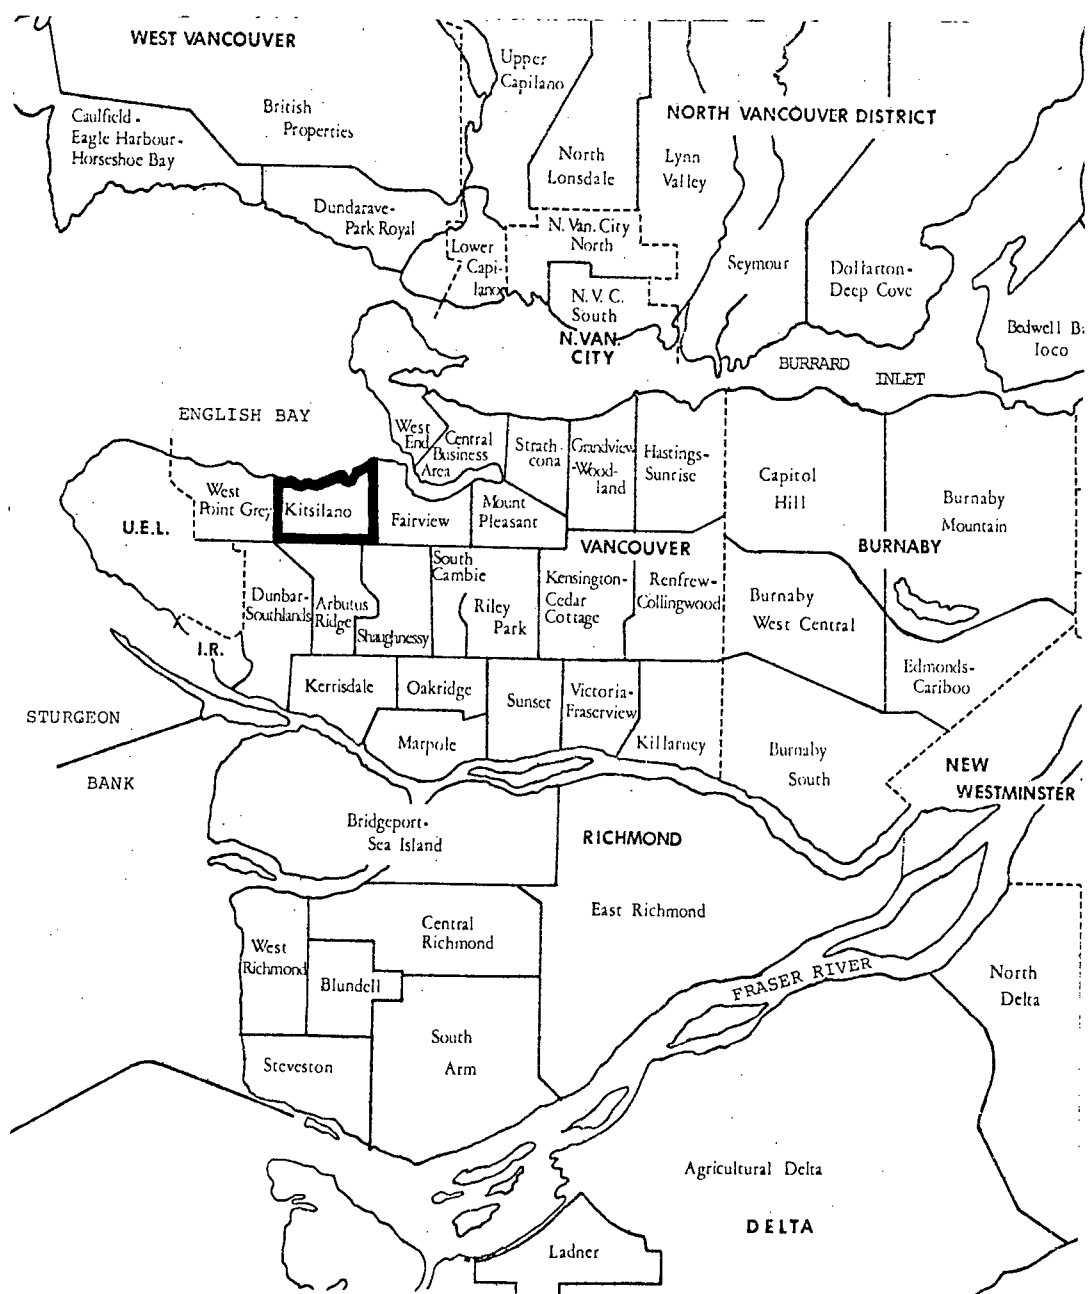 WEST VANCOUVER
Upper
Capilano
British
Properties
Caulfield -
Eagle Harbour -
Horseshoe Bay
NORTH VANCOUVER DISTRICT
North
Lonsdale
Lynn
Valley
Dundarave-
Park Royal
N. Van. City
North
Lower
Capi-
lano
Seymour
Dollarton-
Deep Cove
N. V. C.
South
N. VAN.
CITY
Bedwell B
Ioco
BURRARD
INLET
ENGLISH BAY
West
End
Central
Business
Area
Strath-
cona
Grandview
-Wood-
land
Hastings-
Sunrise
Capitol
Hill
Burnaby
Mountain
West
Point Grey
Kitsilano
Fairview
Mount
Pleasant
U.E.L.
VANCOUVER
BURNABY
South
Cambie
Dunbar-
Southlands
Arbutus
Ridge
Shaughnessy
Riley
Park
Kensington-
Cedar
Cottage
Renfrew-
Collingwood
Burnaby
West Central
I.R.
Edmonds-
Cariboo
Kerrisdale
Oakridge
Sunset
Victoria-
Fraserview
Killarney
Marpole
Burnaby
South
STURGEON
BANK
NEW
WESTMINSTER
Bridgeport-
Sea Island
RICHMOND
East Richmond
Central
Richmond
West
Richmond
Blundell
FRASER RIVER
North
Delta
South
Arm
Steveston
Agricultural Delta
DELTA
Ladner